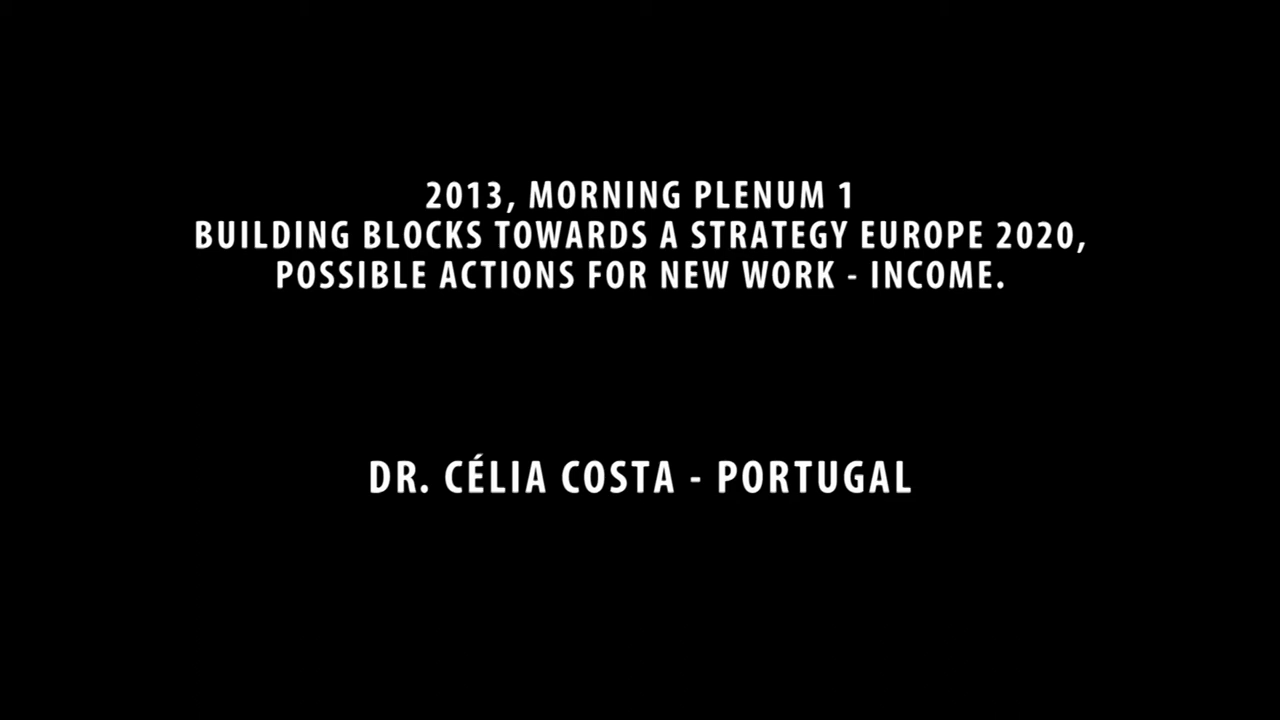 2013, MORNING PLENUM 1
BUILDING BLOCKS TOWARDS A STRATEGY EUROPE 2020,
POSSIBLE ACTIONS FOR NEW WORK - INCOME.
DR. CÉLIA COSTA - PORTUGAL